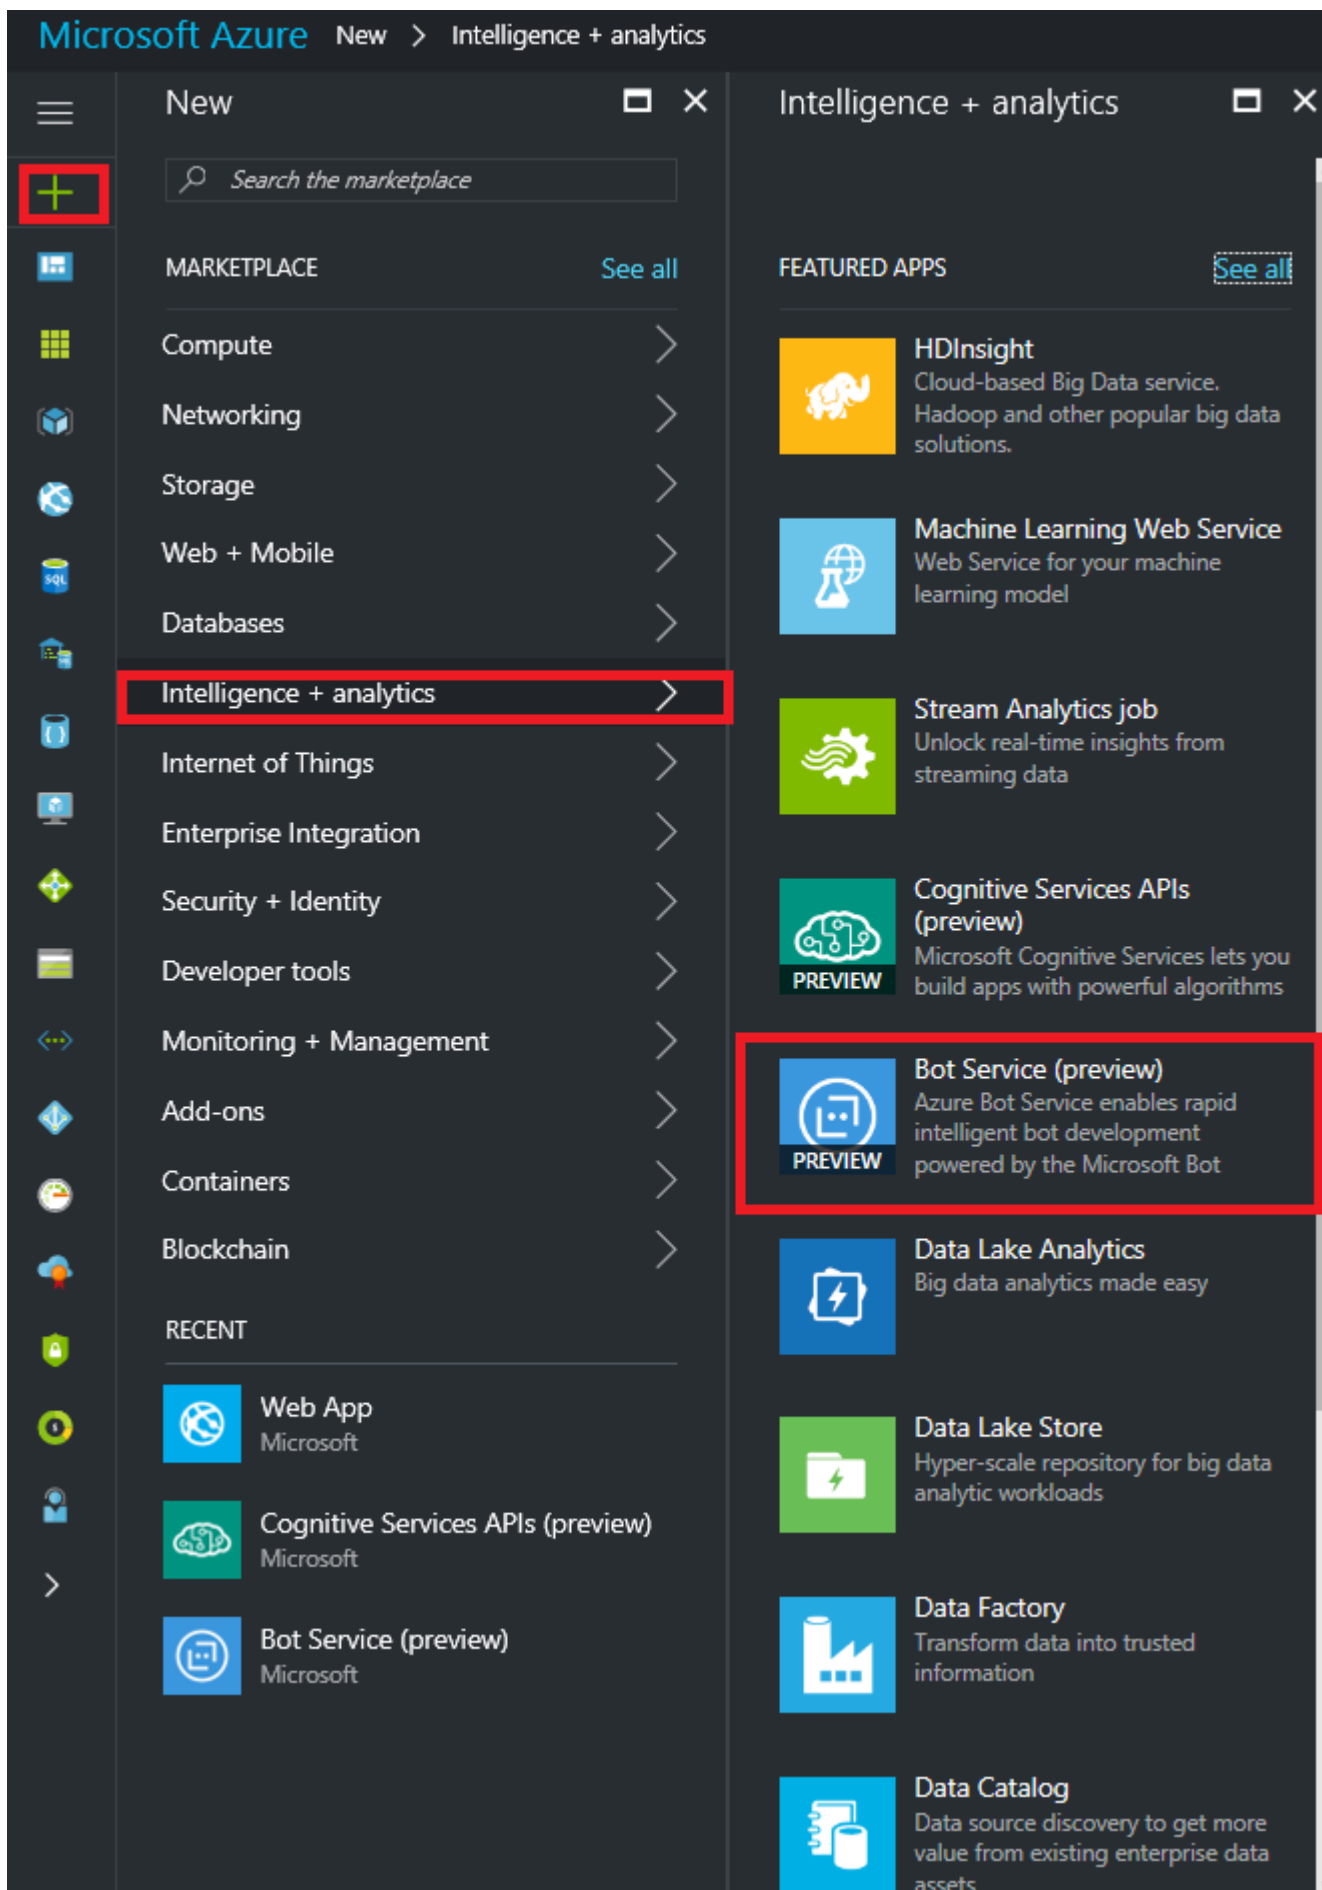 Microsoft Azure New > Intelligence + analytics
New
Search the marketplace
MARKETPLACE See all
Compute
Networking
Storage
Web + Mobile
Databases
Intelligence + analytics
Internet of Things
Enterprise Integration
Security + Identity
Developer tools
Monitoring + Management
Add-ons
Containers
Blockchain
RECENT
Web App
Microsoft
Cognitive Services APIs (preview)
Microsoft
Bot Service (preview)
Microsoft
SQL
Intelligence + analytics
FEATURED APPS See all
HDInsight
Cloud-based Big Data service.
Hadoop and other popular big data
solutions.
Machine Learning Web Service
Web Service for your machine
learning model
Stream Analytics job
Unlock real-time insights from
streaming data
Cognitive Services APIs
(preview)
Microsoft Cognitive Services lets you
build apps with powerful algorithms
PREVIEW
Bot Service (preview)
Azure Bot Service enables rapid
intelligent bot development
powered by the Microsoft Bot
PREVIEW
Data Lake Analytics
Big data analytics made easy
Data Lake Store
Hyper-scale repository for big data
analytic workloads
Data Factory
Transform data into trusted
information
Data Catalog
Data source discovery to get more
value from existing enterprise data
assets